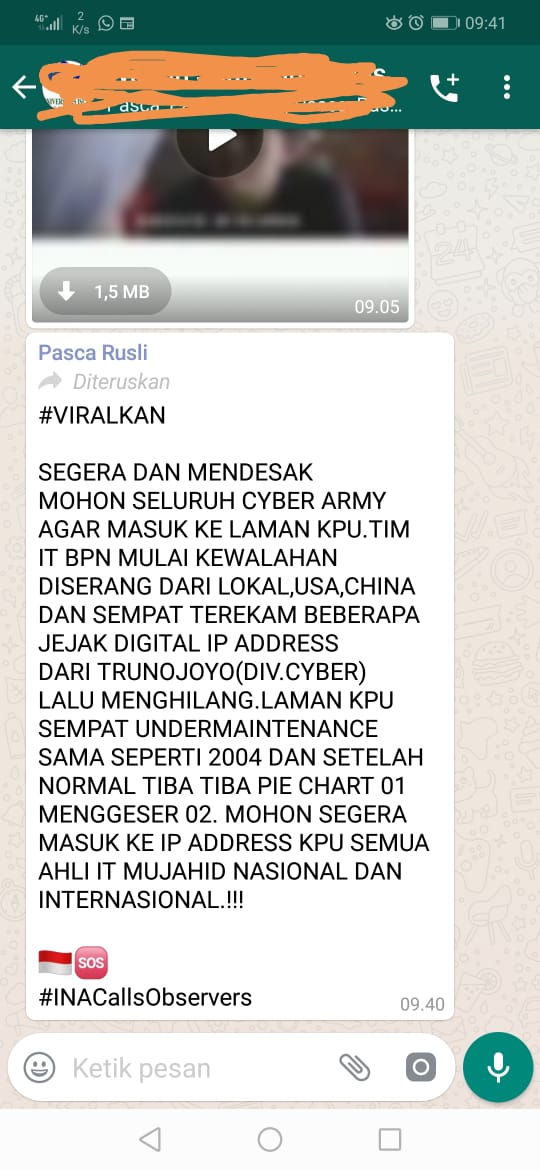 4G+ 2 K/s 09:41
Pasca
1,5 MB
09.05
Pasca Rusli
Diteruskan
#VIRALKAN
SEGERA DAN MENDESAK
MOHON SELURUH CYBER ARMY
AGAR MASUK KE LAMAN KPU.TIM
IT BPN MULAI KEWALAHAN
DISERANG DARI LOKAL,USA,CHINA
DAN SEMPAT TEREKAM BEBERAPA
JEJAK DIGITAL IP ADDRESS
DARI TRUNOJOYO(DIV.CYBER)
LALU MENGHILANG.LAMAN KPU
SEMPAT UNDERMAINTENANCE
SAMA SEPERTI 2004 DAN SETELAH
NORMAL TIBA TIBA PIE CHART 01
MENGGESER 02. MOHON SEGERA
MASUK KE IP ADDRESS KPU SEMUA
AHLI IT MUJAHID NASIONAL DAN
INTERNASIONAL.!!!
SOS
#INACallsObservers
09.40
Ketik pesan